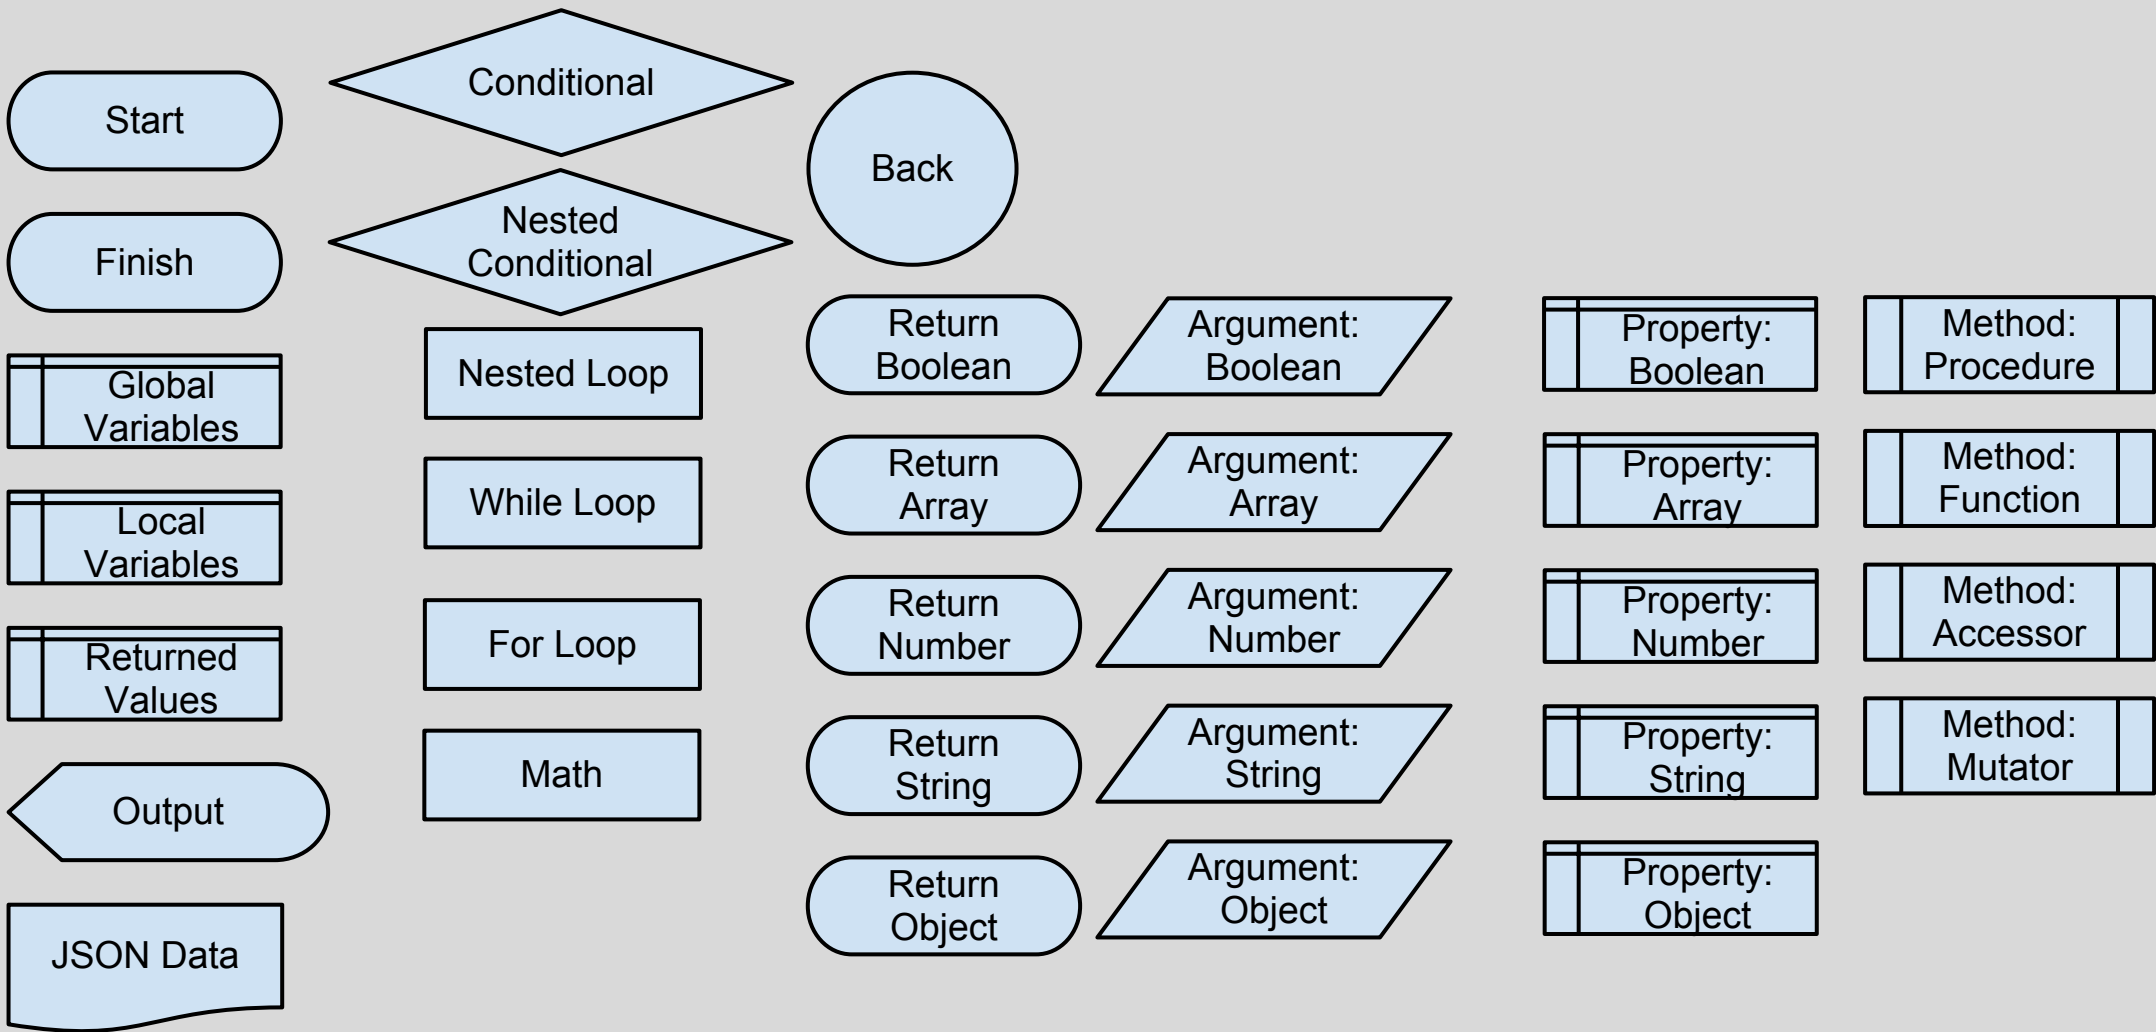 Start
Finish
Global
Variables
Local
Variables
Returned
Values
Output
JSON Data
Conditional
Nested
Conditional
Nested Loop
While Loop
For Loop
Math
Back
Return
Boolean
Return
Array
Return
Number
Return
String
Return
Object
Argument:
Boolean
Argument:
Array
Argument:
Number
Argument:
String
Argument:
Object
Property:
Boolean
Property:
Array
Property:
Number
Property:
String
Property:
Object
Method:
Procedure
Method:
Function
Method:
Accessor
Method:
Mutator